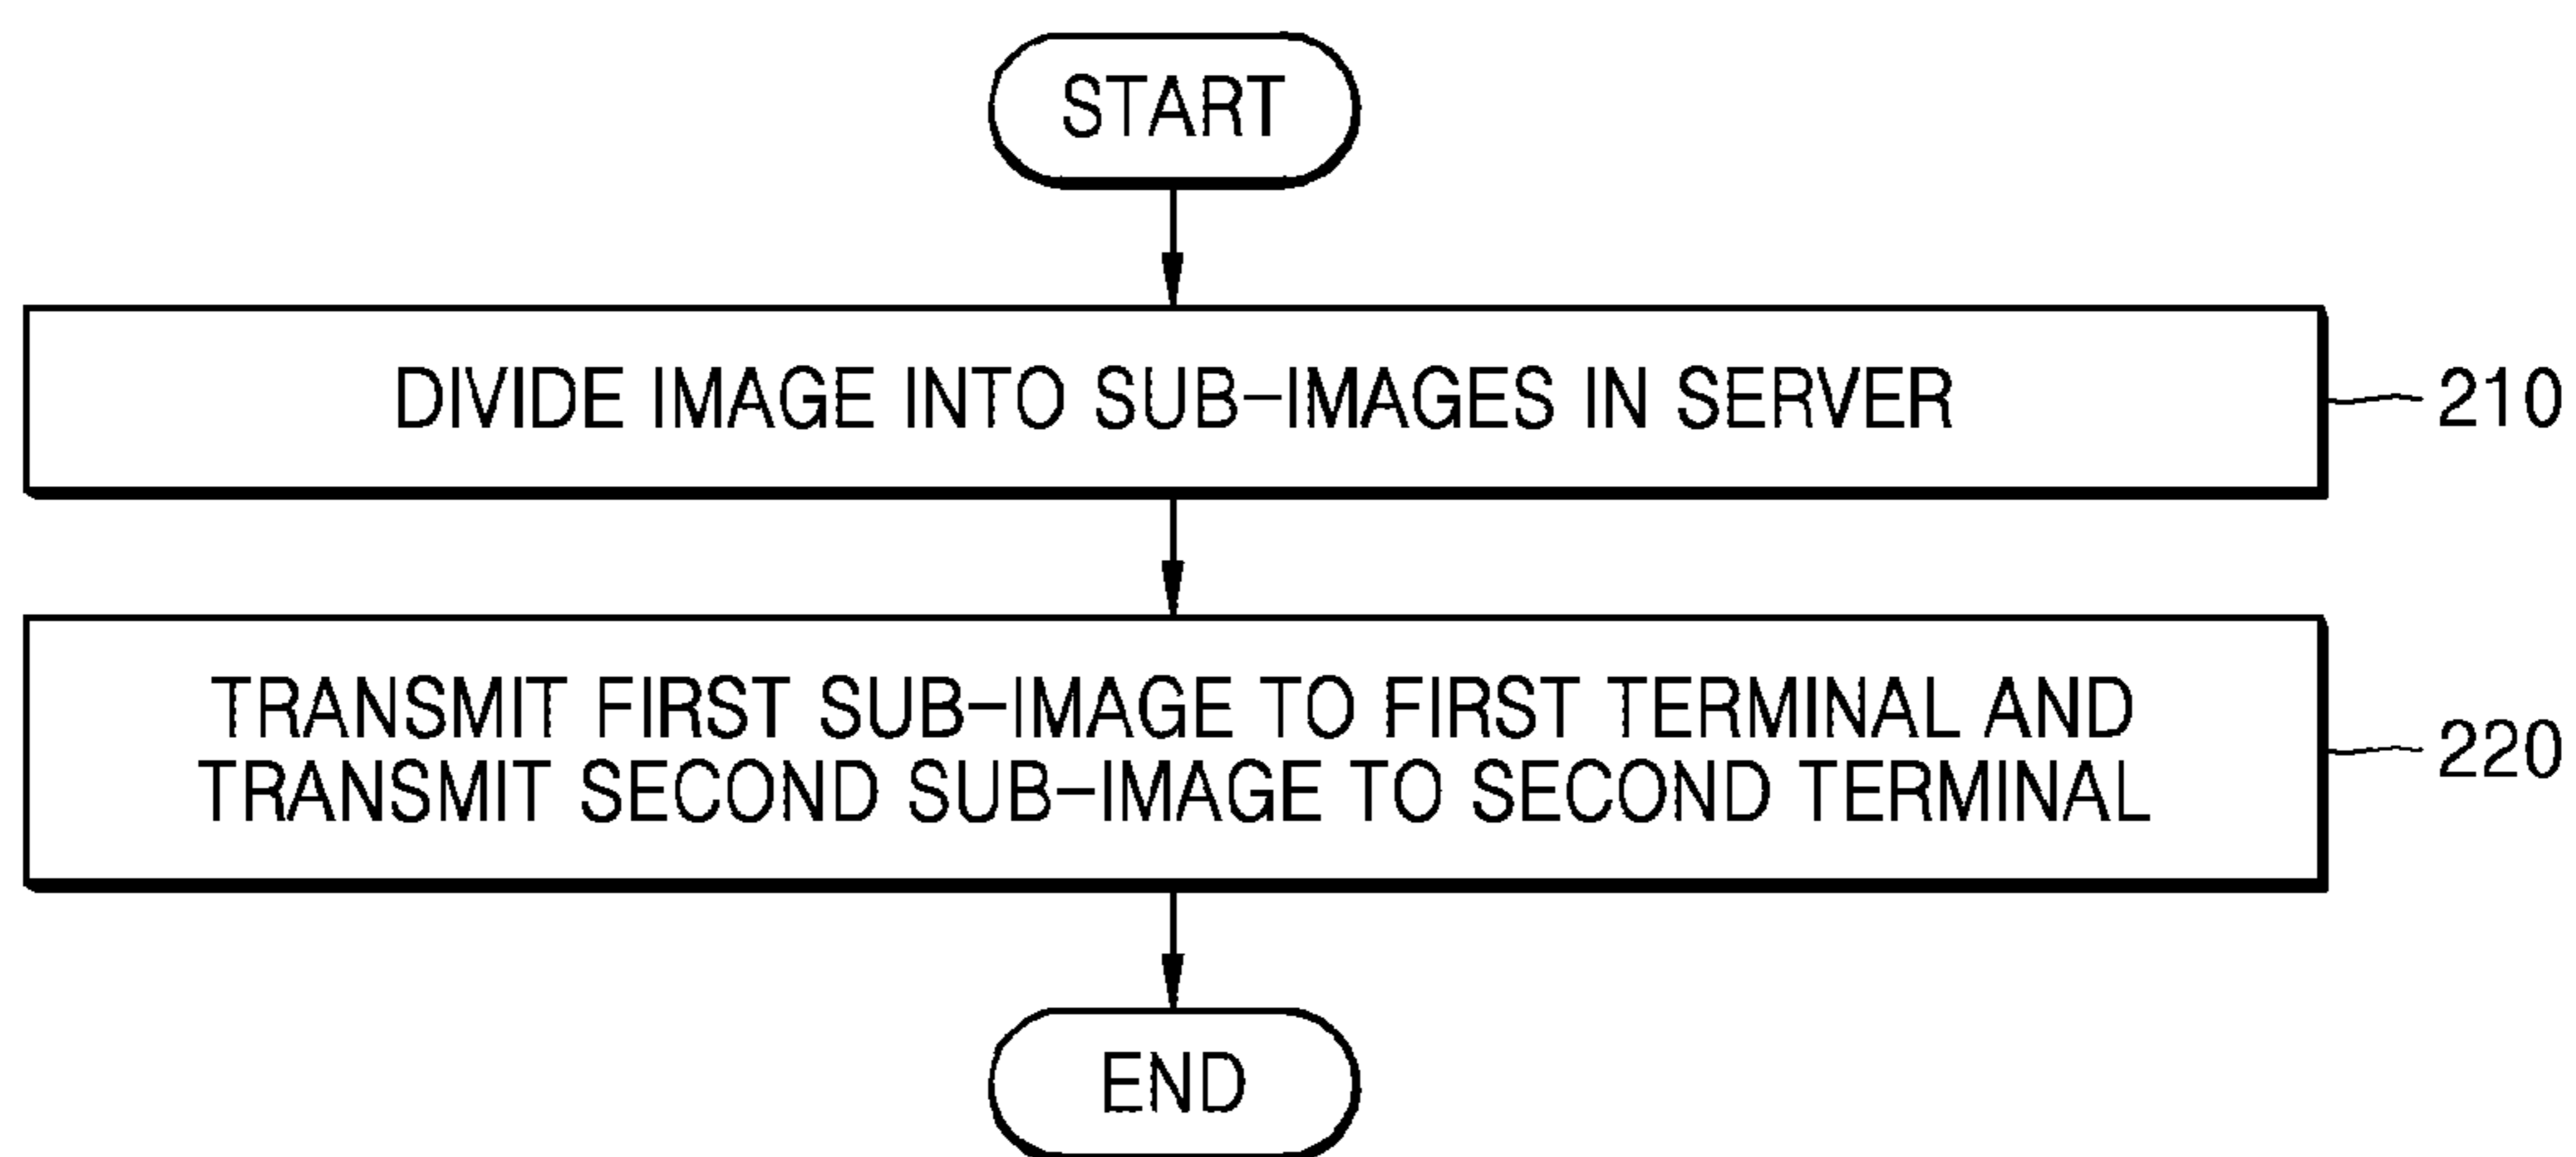 START
DIVIDE IMAGE INTO SUB-IMAGES IN SERVER
210
TRANSMIT FIRST SUB-IMAGE TO FIRST TERMINAL AND
TRANSMIT SECOND SUB-IMAGE TO SECOND TERMINAL
220
END